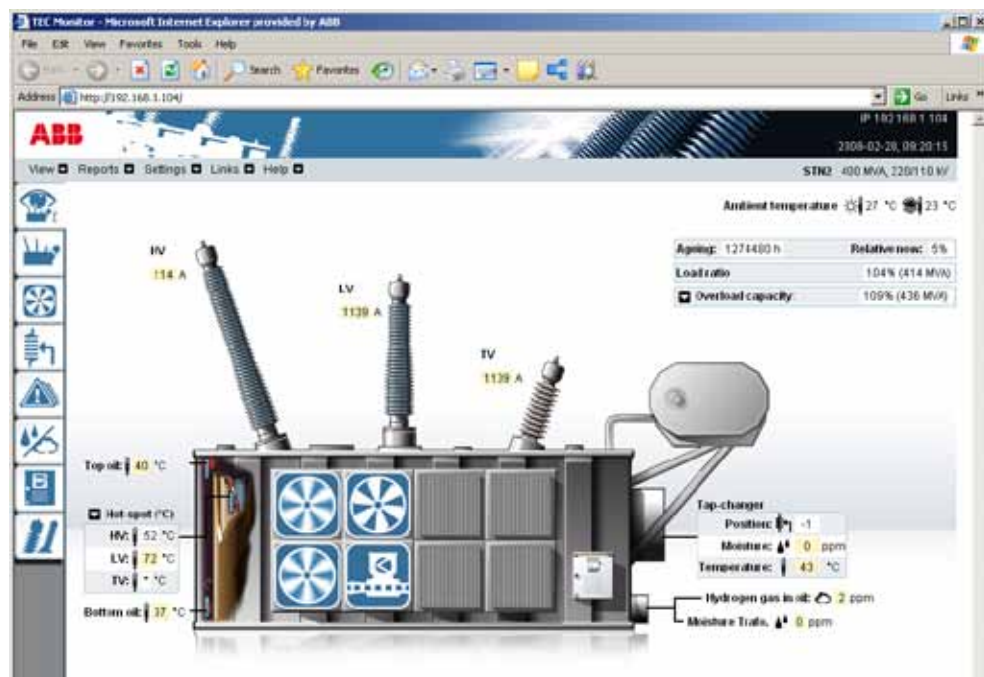 TEC Monitor - Microsoft Internet Explorer provided by ABB
File Edit View Favorites Tools Help
Search Favorites
Address http://192.168.1.104/ Go Links
ABB
IP 192.168.1.104
2008-02-28, 09:20:15
View Reports Settings Links Help
STN2 400 MVA, 220/110 kV
Ambient temperature 27 °C 23 °C
Ageing: 1274480 h Relative now: 5%
Load ratio 104% (414 MVA)
Overload capacity: 109% (436 MVA)
HV
114 A
LV
1139 A
TV
1139 A
Top oil: 40 °C
Hot-spot (°C)
HV: 52 °C
LV: 72 °C
TV: * °C
Bottom oil: 37 °C
Tap-changer
Position: -1
Moisture: 0 ppm
Temperature: 43 °C
Hydrogen gas in oil: 2 ppm
Moisture Trafo. 0 ppm